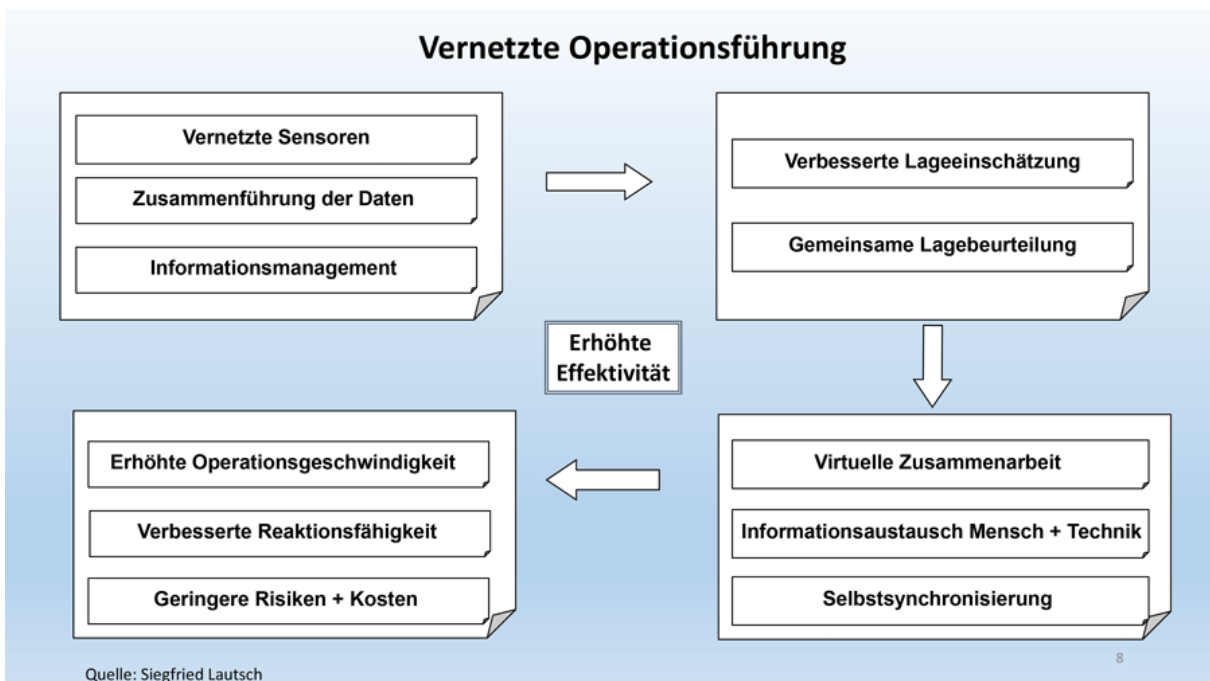 Vernetzte Operationsführung
Vernetzte Sensoren
Zusammenführung der Daten
Informationsmanagement
Verbesserte Lageeinschätzung
Gemeinsame Lagebeurteilung
Erhöhte
Effektivität
Erhöhte Operationsgeschwindigkeit
Verbesserte Reaktionsfähigkeit
Geringere Risiken + Kosten
Virtuelle Zusammenarbeit
Informationsaustausch Mensch + Technik
Selbstsynchronisierung
Quelle: Siegfried Lautsch
8